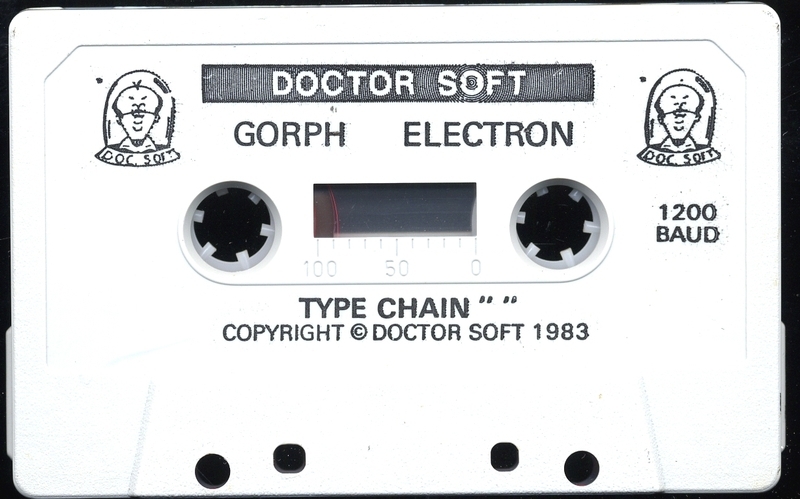 DOCTOR SOFT
DOC. SOFT
DOC. SOFT
GORPH ELECTRON
1200
BAUD
100 50 0
TYPE CHAIN " "
COPYRIGHT © DOCTOR SOFT 1983